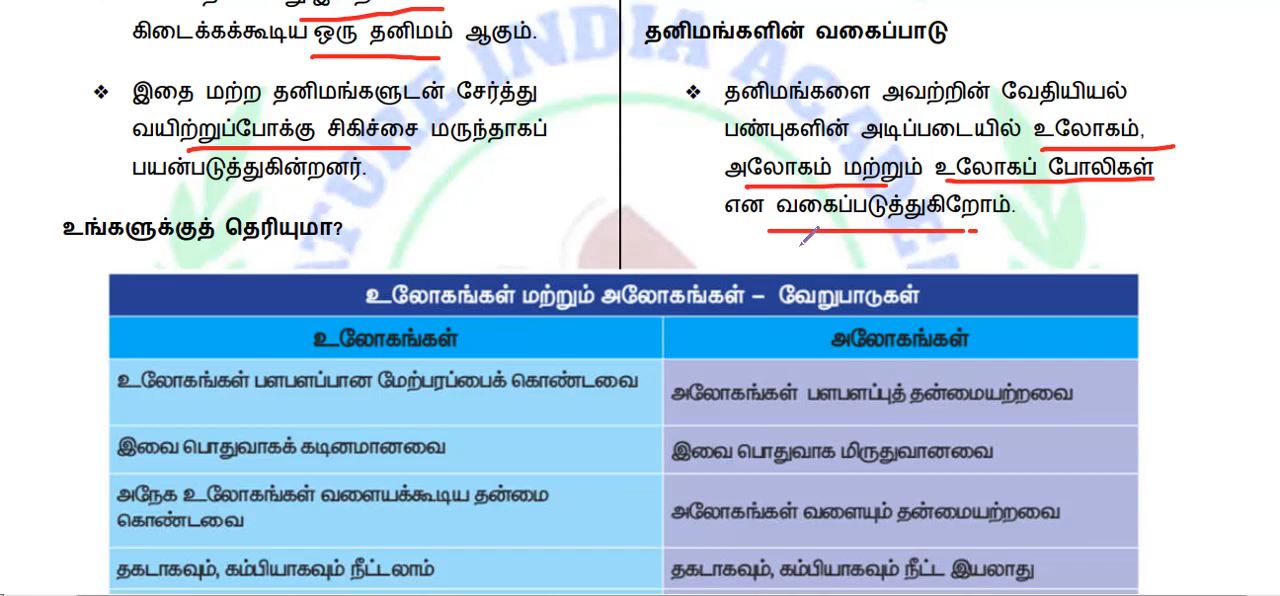 கிடைக்கக்கூடிய ஒரு தனிமம் ஆகும்.
❖ இதை மற்ற தனிமங்களுடன் சேர்த்து
வயிற்றுப்போக்கு சிகிச்சை மருந்தாகப்
பயன்படுத்துகின்றனர்.
உங்களுக்குத் தெரியுமா?
தனிமங்களின் வகைப்பாடு
❖ தனிமங்களை அவற்றின் வேதியியல்
பண்புகளின் அடிப்படையில் உலோகம்,
அலோகம் மற்றும் உலோகப் போலிகள்
என வகைப்படுத்துகிறோம்.
உலோகங்கள் மற்றும் அலோகங்கள் – வேறுபாடுகள்
உலோகங்கள் அலோகங்கள்
உலோகங்கள் பளபளப்பான மேற்பரப்பைக் கொண்டவை
அலோகங்கள் பளபளப்புத் தன்மையற்றவை
இவை பொதுவாகக் கடினமானவை
இவை பொதுவாக மிருதுவானவை
அநேக உலோகங்கள் வளையக்கூடிய தன்மை
கொண்டவை
அலோகங்கள் வளையும் தன்மையற்றவை
தகடாகவும், கம்பியாகவும் நீட்டலாம்
தகடாகவும், கம்பியாகவும் நீட்ட இயலாது